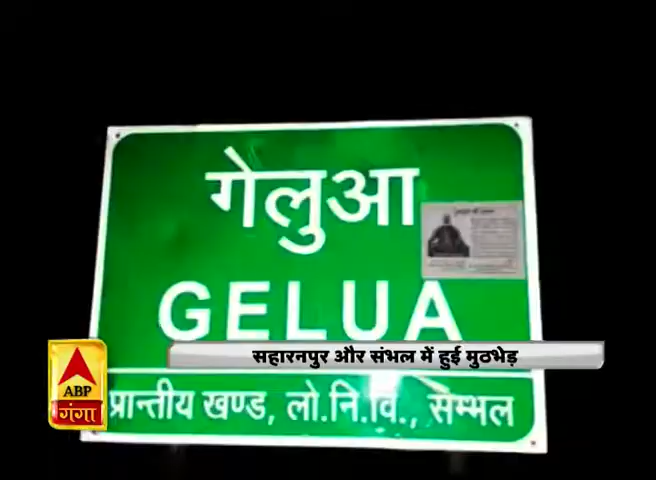 गेलुआ
GELUA
सहारनपुर और संभल में हुई मुठभेड़
ABP
गंगा
प्रान्तीय खण्ड, लो.नि.वि., सम्भल